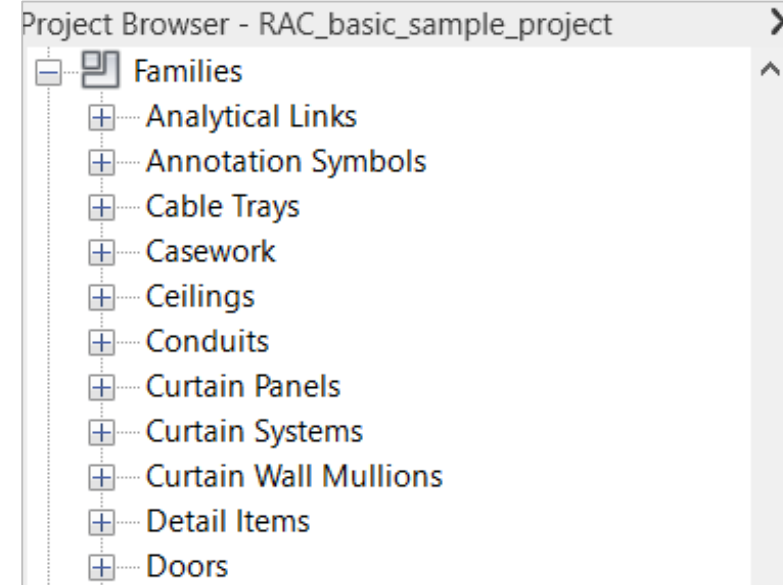 Project Browser - RAC_basic_sample_project
Families
Analytical Links
Annotation Symbols
Cable Trays
Casework
Ceilings
Conduits
Curtain Panels
Curtain Systems
Curtain Wall Mullions
Detail Items
Doors